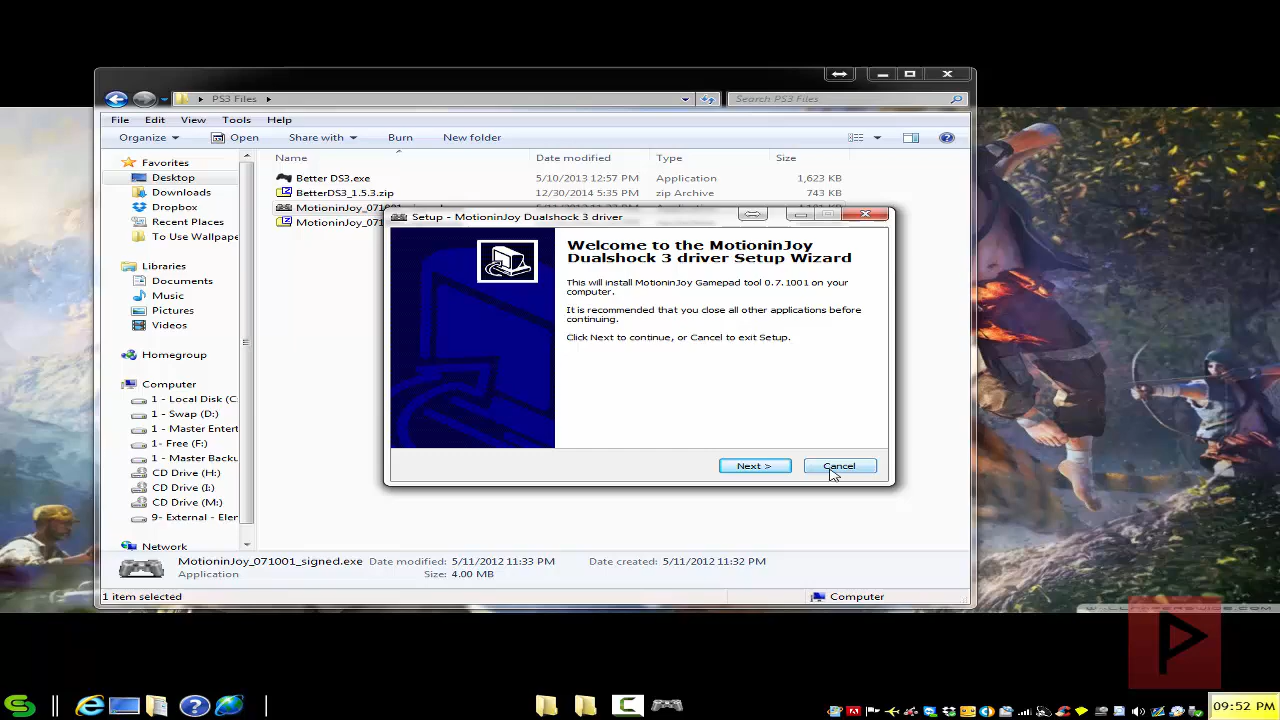 PS3 Files
Search PS3 Files
File Edit View Tools Help
Organize Open Share with Burn New folder
Name Date modified Type Size
Favorites
Desktop
Downloads
Dropbox
Recent Places
To Use Wallpape
Libraries
Documents
Music
Pictures
Videos
Homegroup
Computer
1 - Local Disk (C
1 - Swap (D:)
1 - Master Entert
1- Free (F:)
1 - Master Backu
CD Drive (H:)
CD Drive (I:)
CD Drive (M:)
9- External - Eler
Network
Better DS3.exe 5/10/2013 12:57 PM Application 1,623 KB
BetterDS3_1.5.3.zip 12/30/2014 5:35 PM zip Archive 743 KB
MotioninJoy_071001
MotioninJoy_071
Setup - MotioninJoy Dualshock 3 driver
Welcome to the MotioninJoy
Dualshock 3 driver Setup Wizard
This will install MotioninJoy Gamepad tool 0.7.1001 on your
computer.
It is recommended that you close all other applications before
continuing.
Click Next to continue, or Cancel to exit Setup.
Next > Cancel
MotioninJoy_071001_signed.exe Date modified: 5/11/2012 11:33 PM Date created: 5/11/2012 11:32 PM
Application Size: 4.00 MB
1 item selected Computer
P
09:52 PM